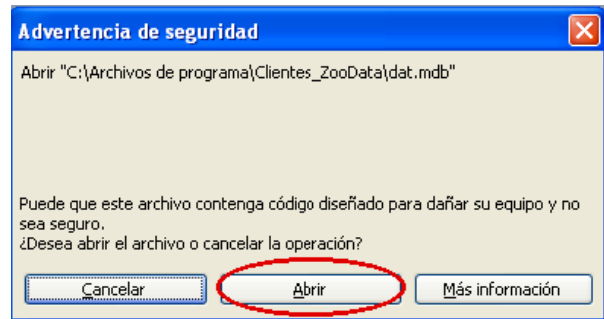 Advertencia de seguridad
Abrir "C:\Archivos de programa\Clientes_ZooData\dat.mdb"
Puede que este archivo contenga código diseñado para dañar su equipo y no
sea seguro.
¿Desea abrir el archivo o cancelar la operación?
Cancelar Abrir Más información